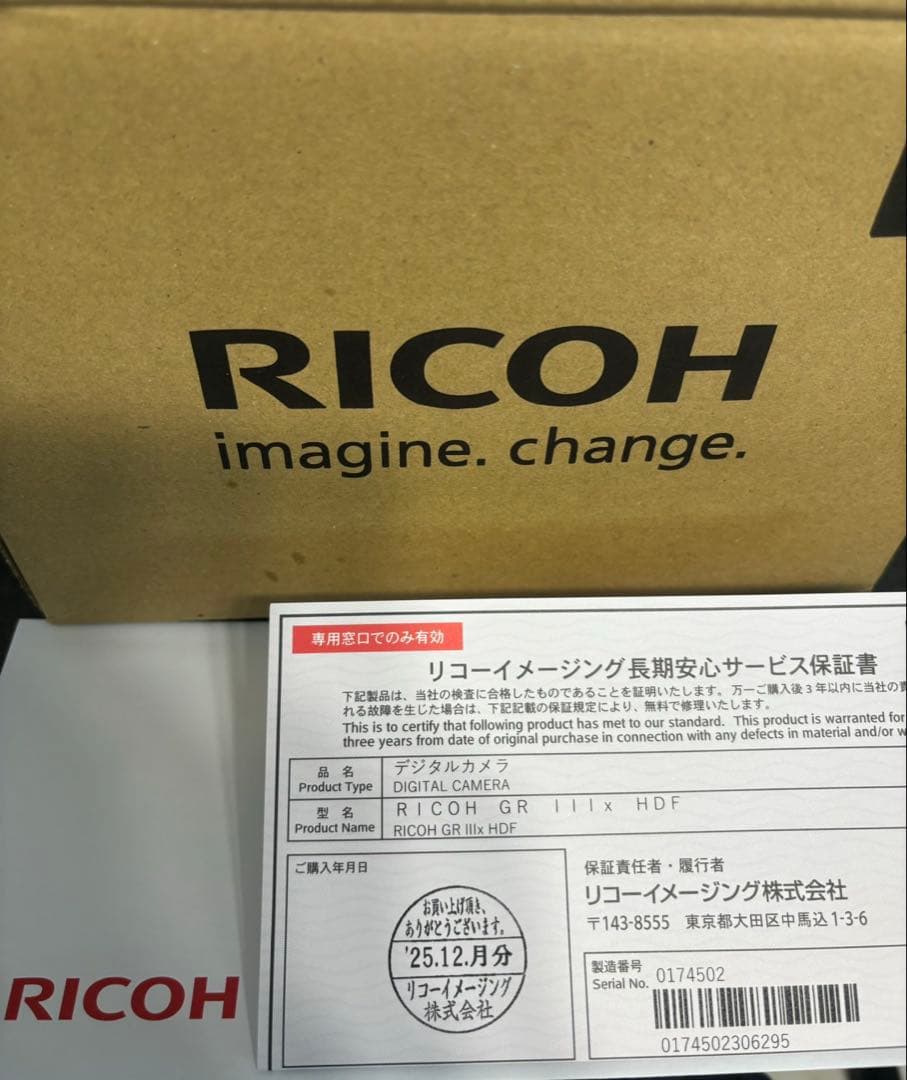 RICOH
imagine. change.
専用窓口でのみ有効
リコーイメージング長期安心サービス保証書
下記製品は、当社の検査に合格したものであることを証明いたします。万一ご購入後3年以内に当社の責
れる故障を生じた場合は、下記記載の保証規定により、無料で修理いたします。
This is to certify that following product has met to our standard. This product is warranted for
three years from date of original purchase in connection with any defects in material and/or w
品 名 デジタルカメラ
Product Type DIGITAL CAMERA
型 名 RICOH GR IIIx HDF
Product Name RICOH GR IIIx HDF
ご購入年月日
お買い上げ頂き、
ありがとうございます。
'25.12.月分
リコーイメージング
株式会社
保証責任者・履行者
リコーイメージング株式会社
〒143-8555 東京都大田区中馬込1-3-6
製造番号
Serial No. 0174502
0174502306295
RICOH